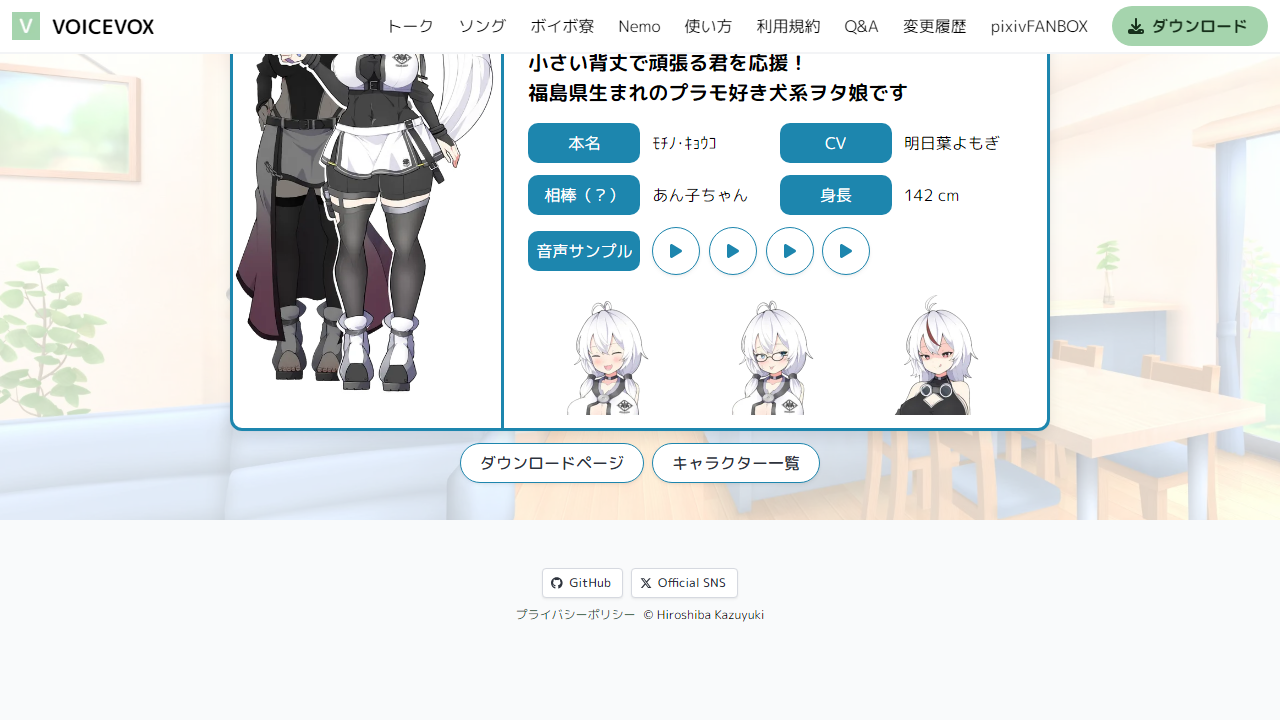 V VOICEVOX トーク ソング ボイボ寮 Nemo 使い方 利用規約 Q&A 変更履歴 pixivFANBOX ダウンロード
小さい背丈で頑張る君を応援！
福島県生まれのプラモ好き犬系ヲタ娘です
本名 ﾓﾁﾉ･ｷｮｳｺ CV 明日葉よもぎ
相棒（？） あん子ちゃん 身長 142 cm
音声サンプル
ダウンロードページ キャラクター一覧
GitHub Official SNS
プライバシーポリシー © Hiroshiba Kazuyuki